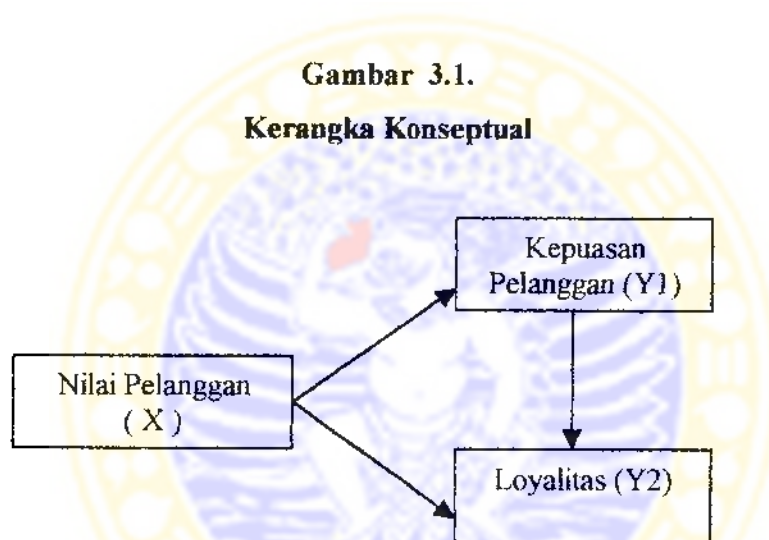 Gambar 3.1.
Kerangka Konseptual
Kepuasan
Pelanggan (Y1)
Nilai Pelanggan
( X )
Loyalitas (Y2)